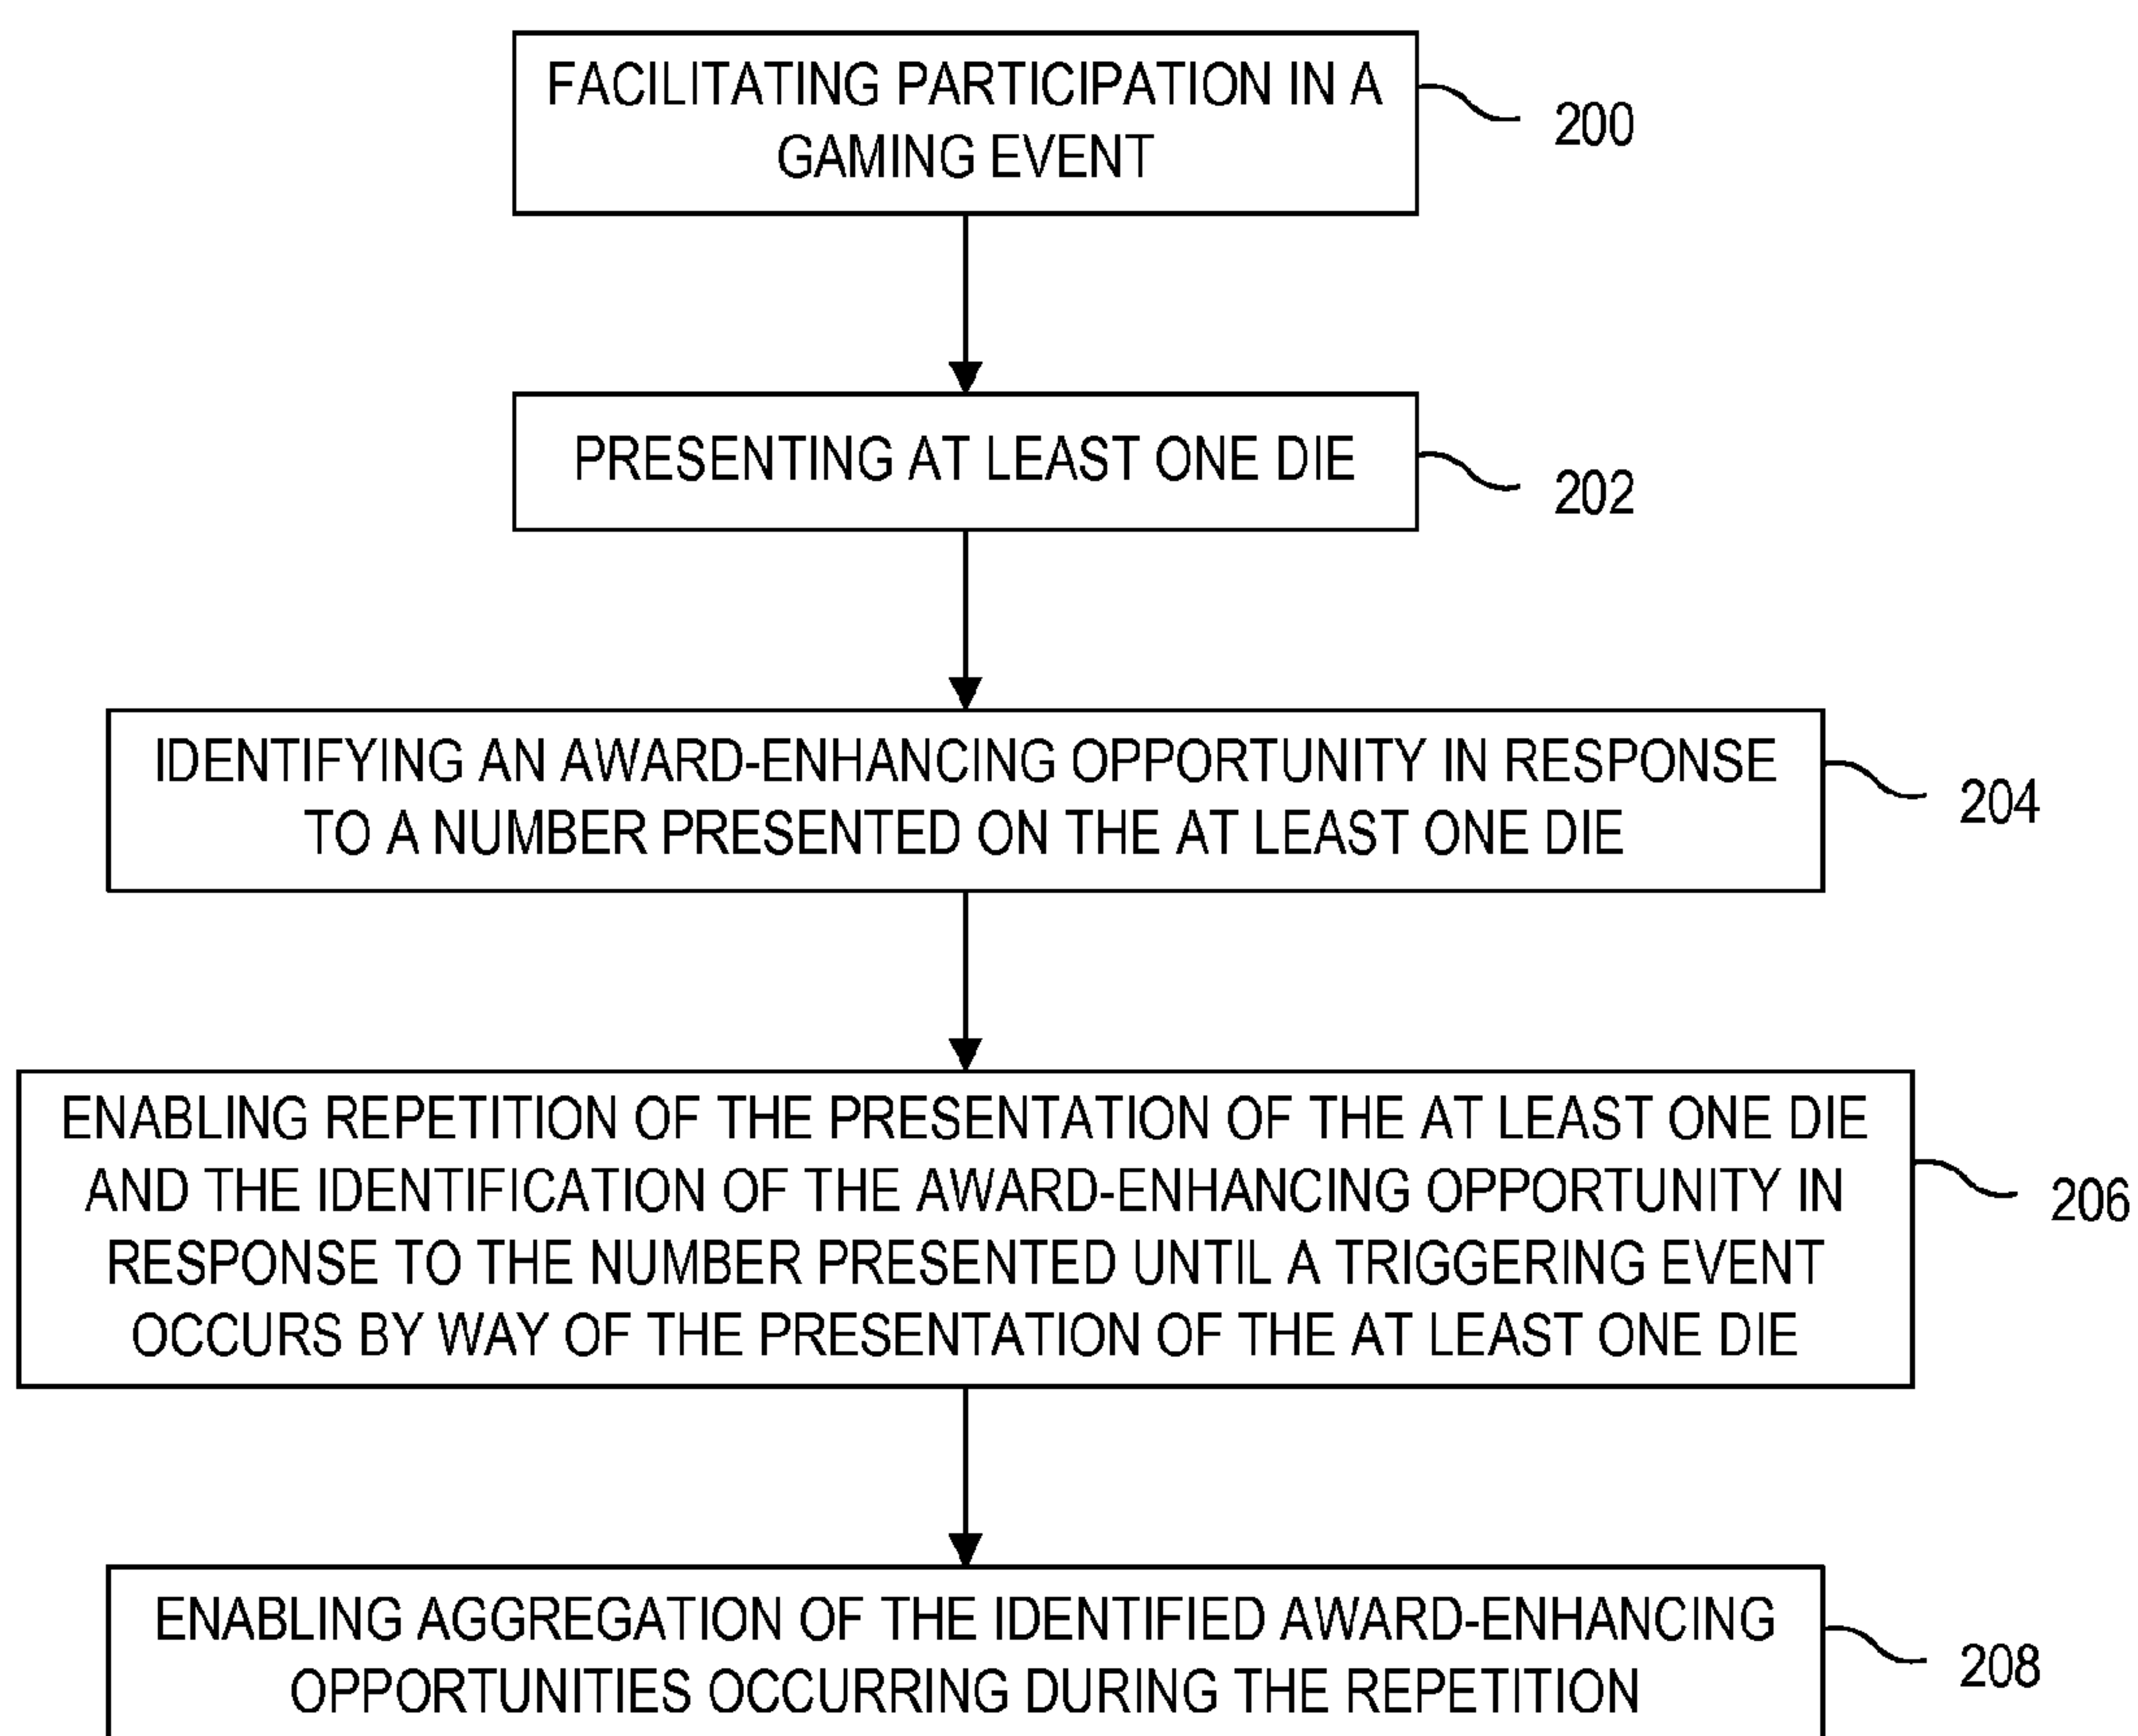 FACILITATING PARTICIPATION IN A
GAMING EVENT
200
PRESENTING AT LEAST ONE DIE
202
IDENTIFYING AN AWARD-ENHANCING OPPORTUNITY IN RESPONSE
TO A NUMBER PRESENTED ON THE AT LEAST ONE DIE
204
ENABLING REPETITION OF THE PRESENTATION OF THE AT LEAST ONE DIE
AND THE IDENTIFICATION OF THE AWARD-ENHANCING OPPORTUNITY IN
RESPONSE TO THE NUMBER PRESENTED UNTIL A TRIGGERING EVENT
OCCURS BY WAY OF THE PRESENTATION OF THE AT LEAST ONE DIE
206
ENABLING AGGREGATION OF THE IDENTIFIED AWARD-ENHANCING
OPPORTUNITIES OCCURRING DURING THE REPETITION
208